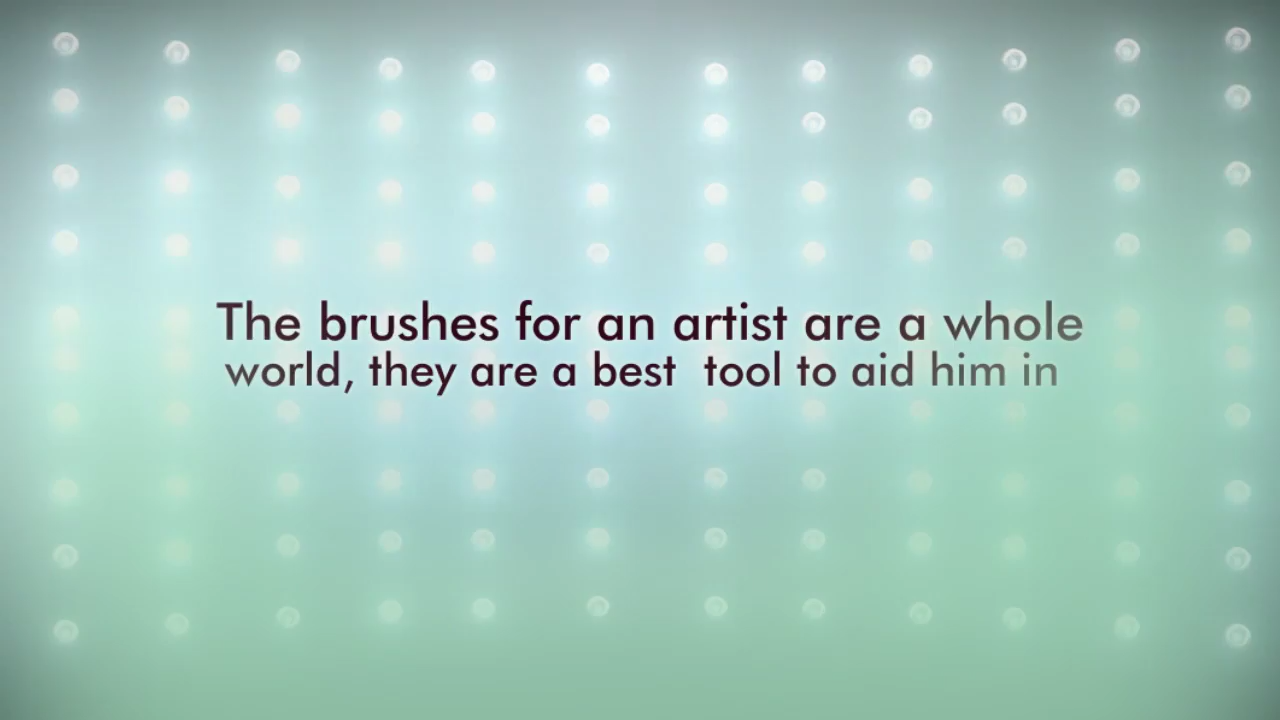 The brushes for an artist are a whole
world, they are a best  tool to aid him in